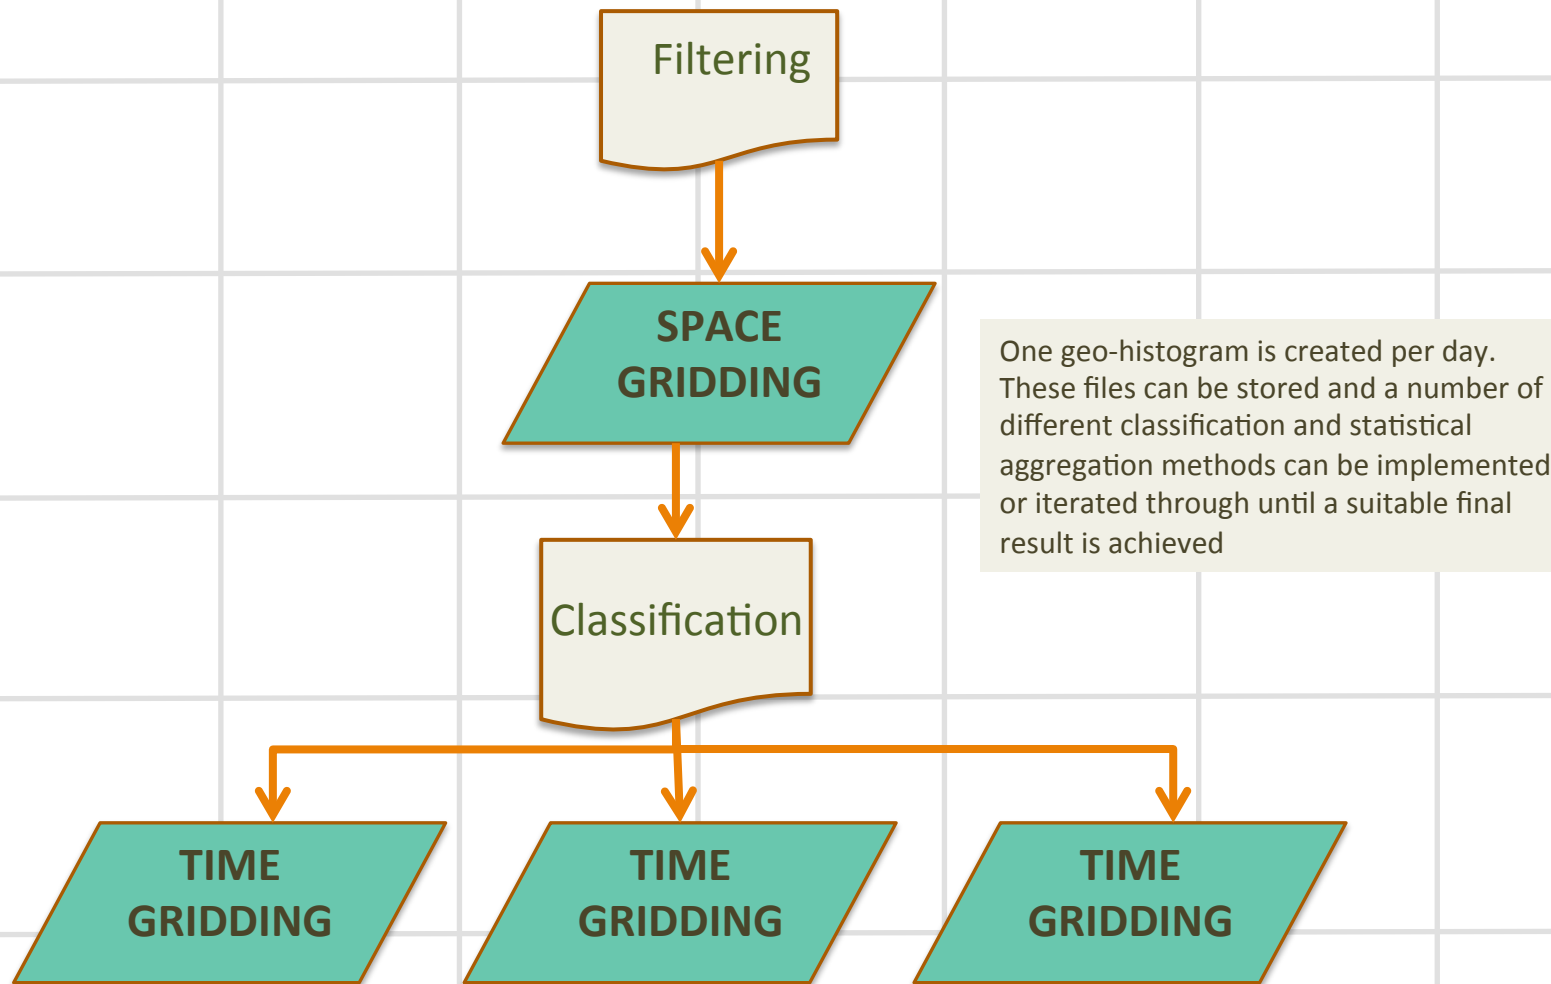 Filtering
SPACE
GRIDDING
One geo-histogram is created per day.
These files can be stored and a number of
different classification and statistical
aggregation methods can be implemented
or iterated through until a suitable final
result is achieved
Classification
TIME
GRIDDING
TIME
GRIDDING
TIME
GRIDDING